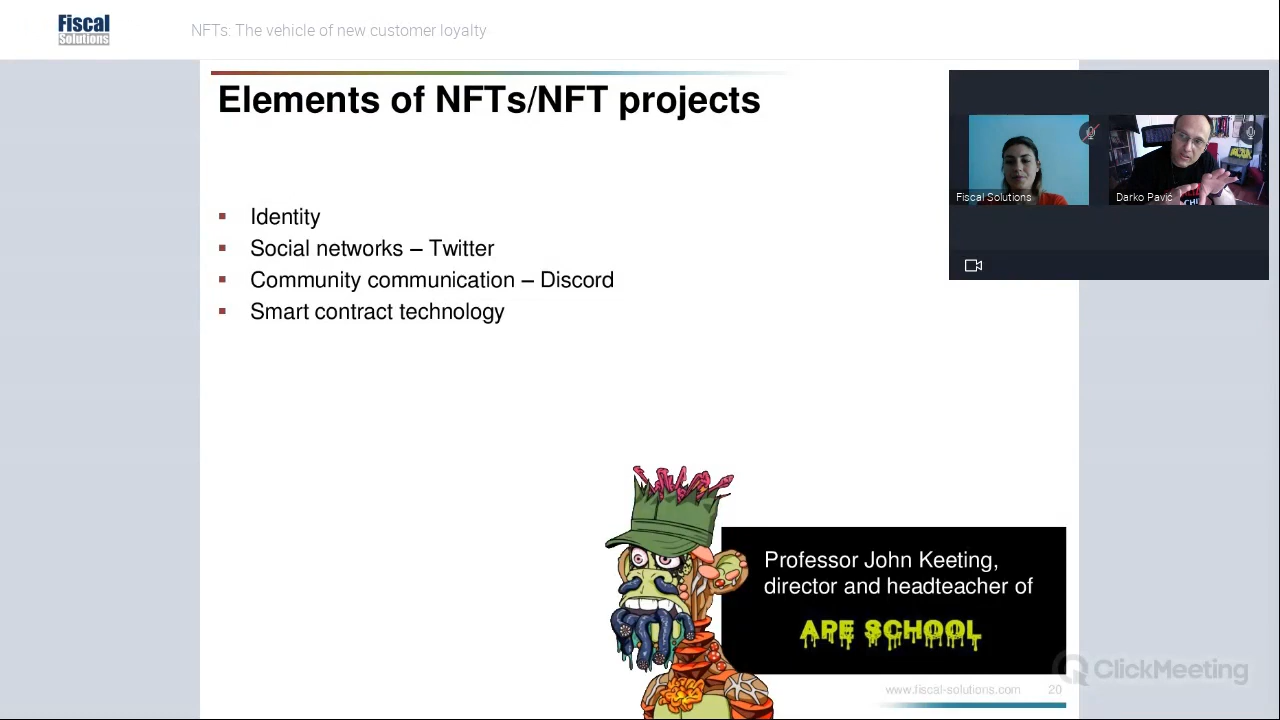 Fiscal
Solutions
NFTs: The vehicle of new customer loyalty
Elements of NFTs/NFT projects
Fiscal Solutions
Darko Pavić
Identity
Social networks – Twitter
Community communication – Discord
Smart contract technology
Professor John Keeting,
director and headteacher of
APE SCHOOL
ClickMeeting
www.fiscal-solutions.com 20